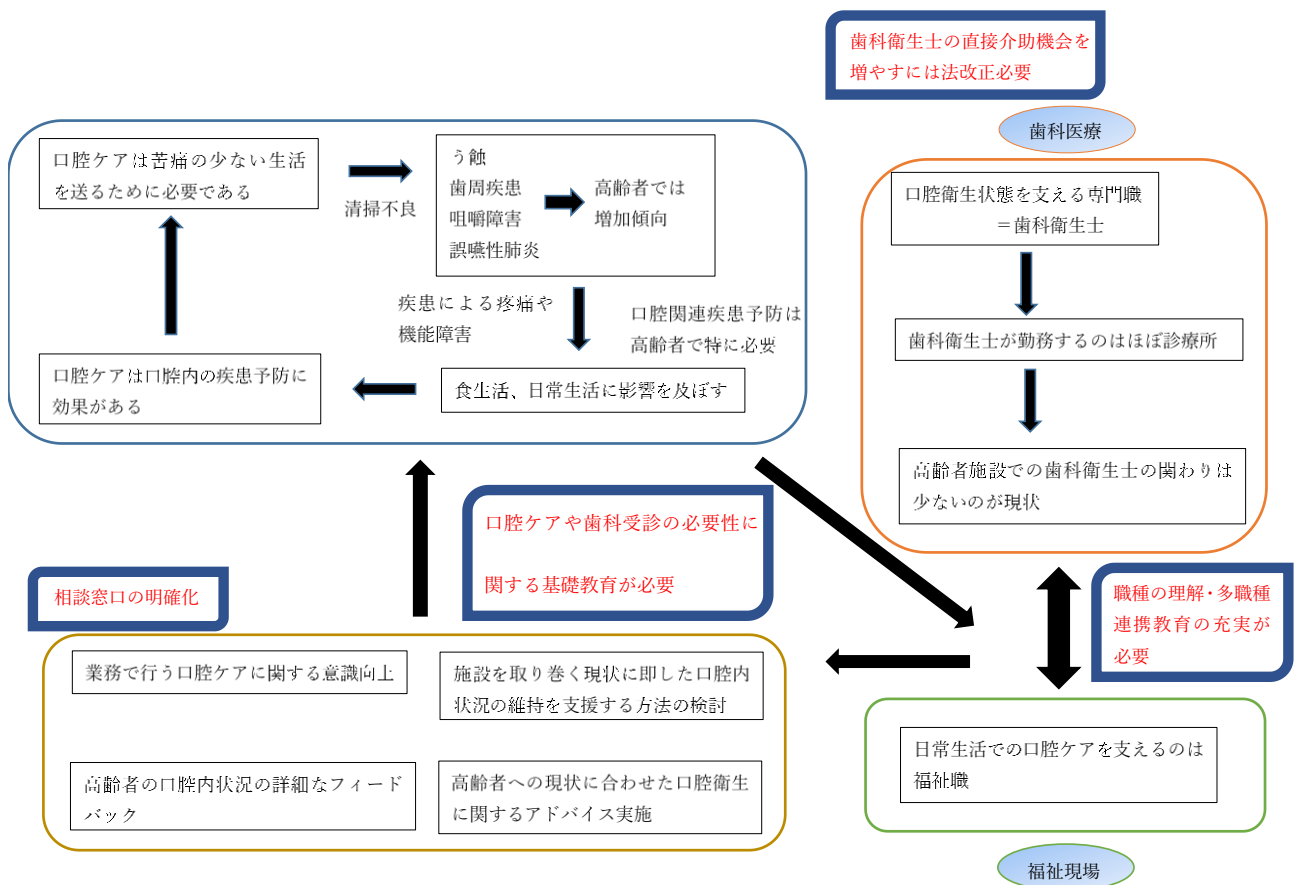 歯科衛生士の直接介助機会を
増やすには法改正必要
歯科医療
口腔ケアは苦痛の少ない生活
を送るために必要である
清掃不良
う蝕
歯周疾患
咀嚼障害
誤嚥性肺炎
高齢者では
増加傾向
疾患による疼痛や
機能障害
口腔関連疾患予防は
高齢者で特に必要
口腔ケアは口腔内の疾患予防に
効果がある
食生活、日常生活に影響を及ぼす
口腔衛生状態を支える専門職
＝歯科衛生士
歯科衛生士が勤務するのはほぼ診療所
高齢者施設での歯科衛生士の関わりは
少ないのが現状
口腔ケアや歯科受診の必要性に
関する基礎教育が必要
相談窓口の明確化
職種の理解・多職種
連携教育の充実が
必要
業務で行う口腔ケアに関する意識向上
施設を取り巻く現状に即した口腔内
状況の維持を支援する方法の検討
高齢者の口腔内状況の詳細なフィード
バック
高齢者への現状に合わせた口腔衛生
に関するアドバイス実施
日常生活での口腔ケアを支えるのは
福祉職
福祉現場